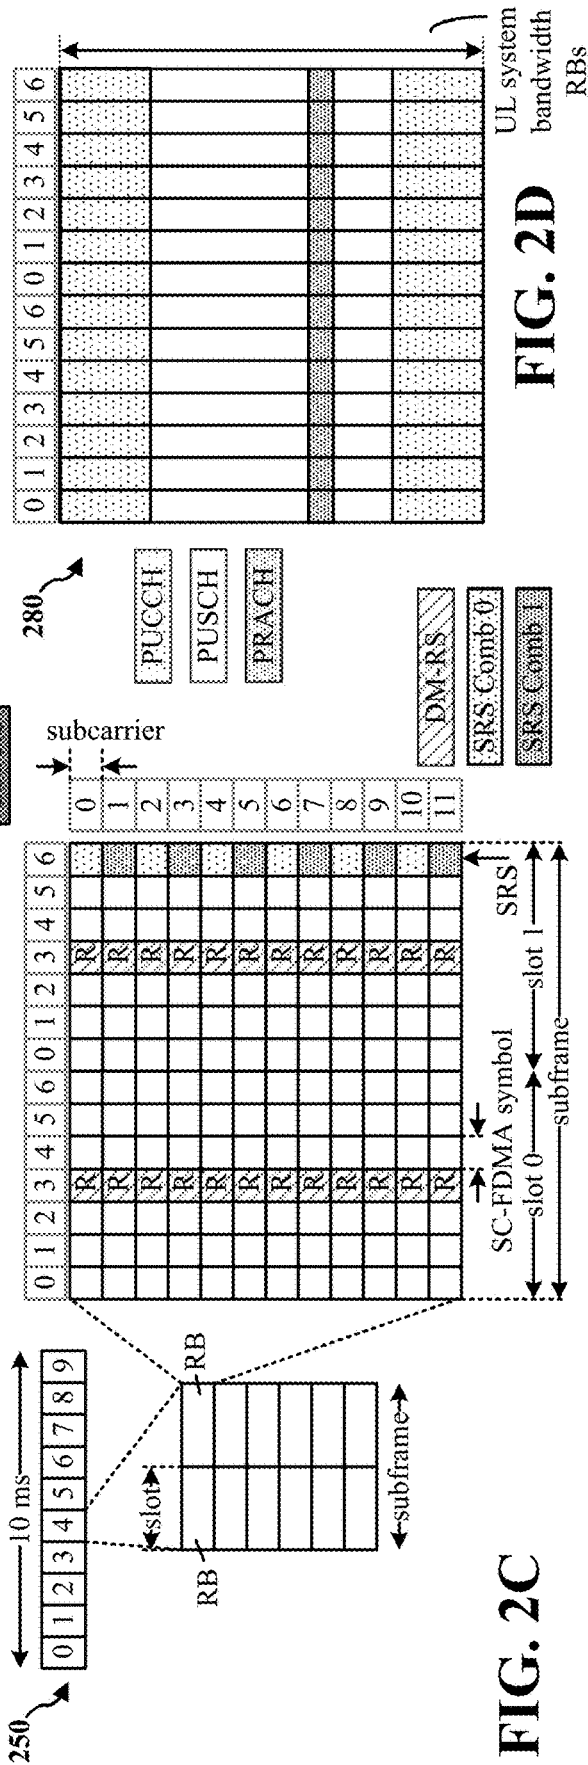 250
10 ms
0 1 2 3 4 5 6 7 8 9
slot
RB
RB
subframe
FIG. 2C
0 1 2 3 4 5 6 0 1 2 3 4 5 6
R R
R R
R R
R R
R R
R R
R R
R R
R R
R R
R R
R R
subcarrier
0
1
2
3
4
5
6
7
8
9
10
11
SC-FDMA symbol
SRS
slot 0
slot 1
subframe
DM-RS
SRS Comb 0
SRS Comb 1
280
PUCCH
PUSCH
PRACH
0 1 2 3 4 5 6 0 1 2 3 4 5 6
UL system
bandwidth
RBs
FIG. 2D